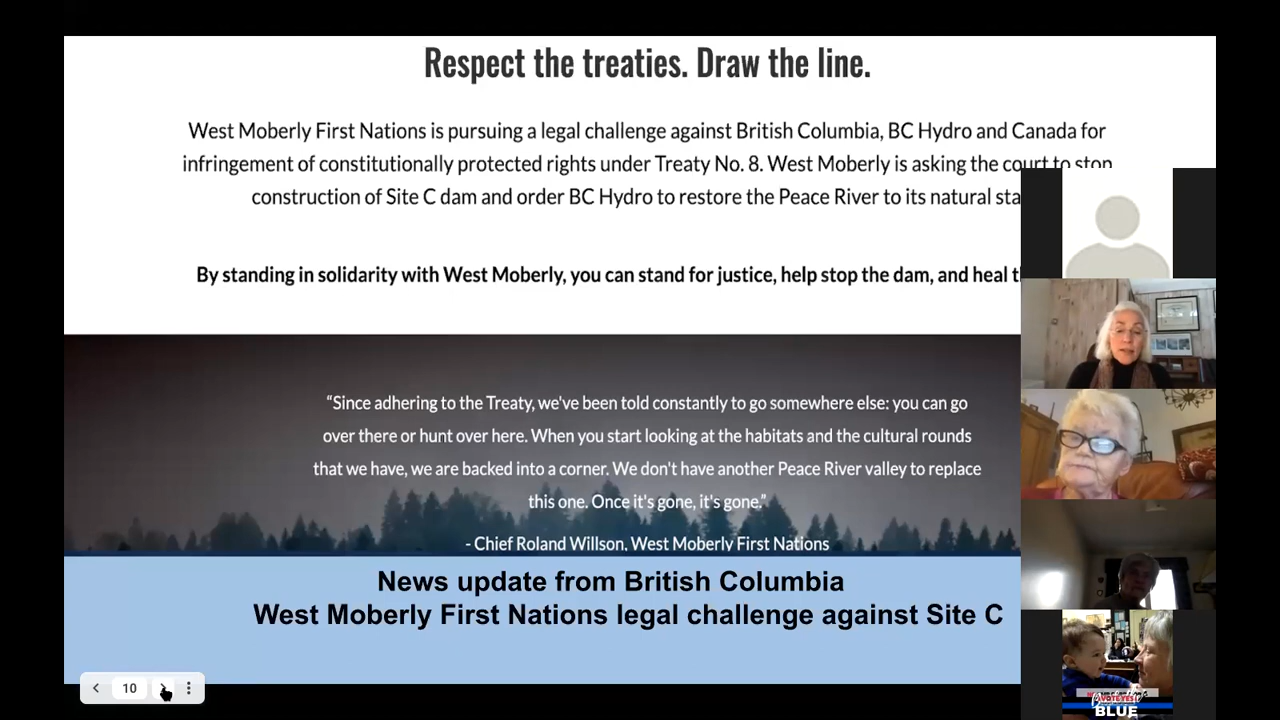 Respect the treaties. Draw the line.
West Moberly First Nations is pursuing a legal challenge against British Columbia, BC Hydro and Canada for
infringement of constitutionally protected rights under Treaty No. 8. West Moberly is asking the court to stop
construction of Site C dam and order BC Hydro to restore the Peace River to its natural sta
By standing in solidarity with West Moberly, you can stand for justice, help stop the dam, and heal t
“Since adhering to the Treaty, we've been told constantly to go somewhere else: you can go
over there or hunt over here. When you start looking at the habitats and the cultural rounds
that we have, we are backed into a corner. We don't have another Peace River valley to replace
this one. Once it's gone, it's gone.”
- Chief Roland Willson, West Moberly First Nations
News update from British Columbia
West Moberly First Nations legal challenge against Site C
10
VOTE YES
BLUE